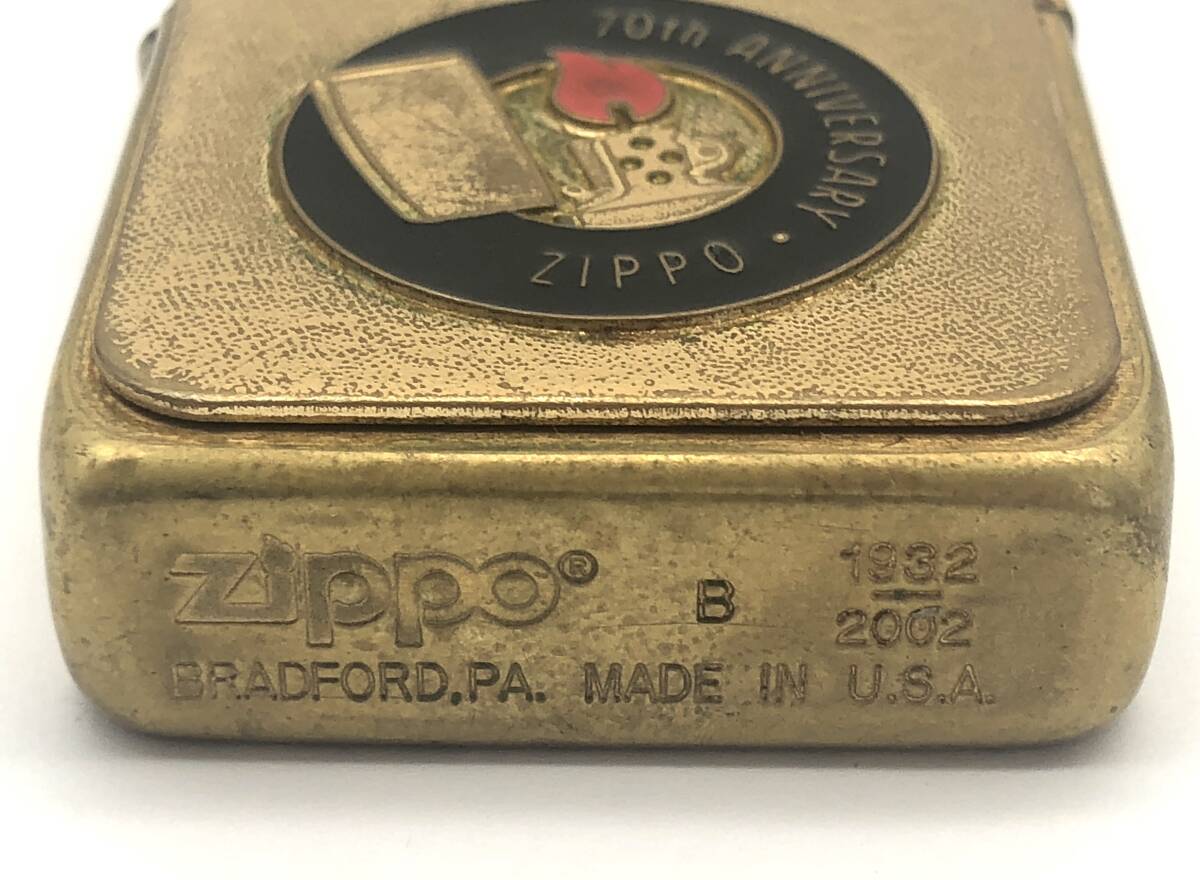 70th ANNIVERSARY • ZIPPO
zippo® B 1932
2002
BRADFORD, PA. MADE IN U.S.A.